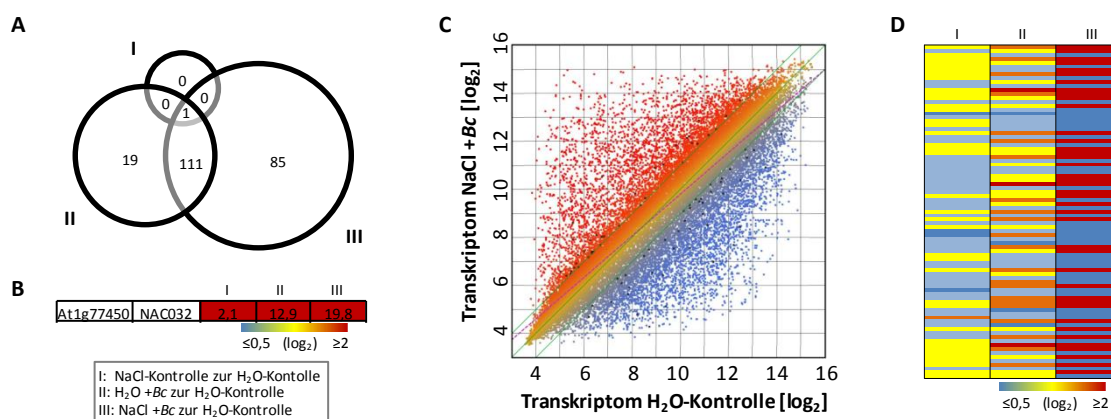 A
I
0
0
0
1
19
111
85
II
III
B
I II III
At1g77450 NAC032 2,1 12,9 19,8
≤0,5 (log₂) ≥2
I: NaCl-Kontrolle zur H₂O-Kontolle
II: H₂O +Bc zur H₂O-Kontrolle
III: NaCl +Bc zur H₂O-Kontrolle
C
Transkriptom NaCl +Bc [log₂]
16
14
12
10
8
6
4
4 6 8 10 12 14 16
Transkriptom H₂O-Kontrolle [log₂]
D
I II III
≤0,5 (log₂) ≥2